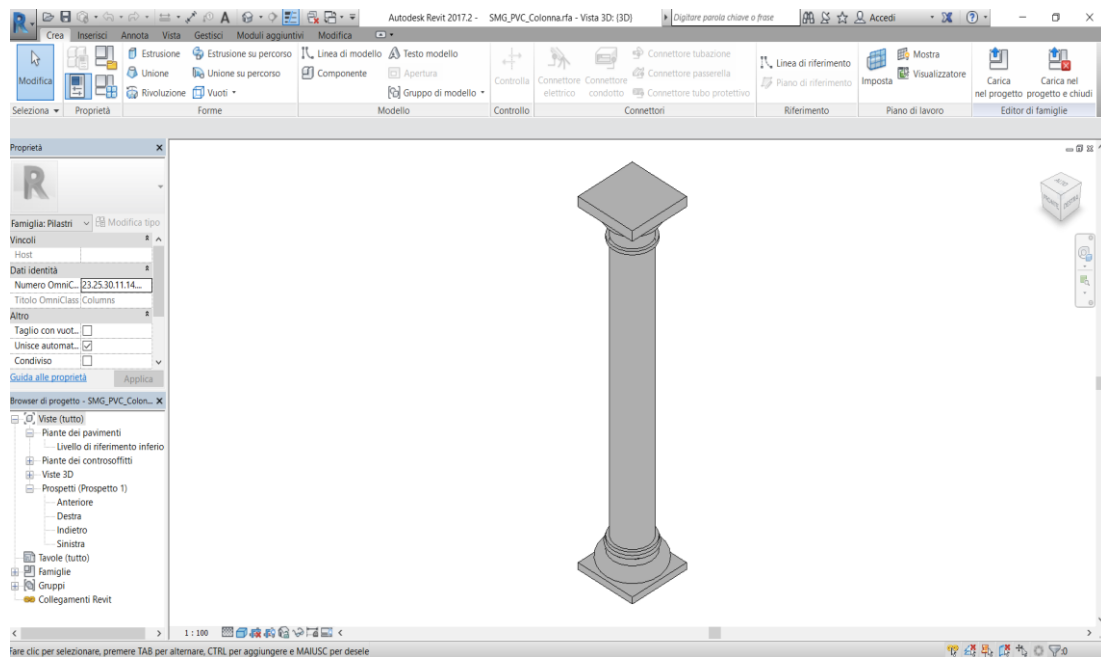 Autodesk Revit 2017.2 - SMG_PVC_Colonna.rfa - Vista 3D: {3D}
Digitare parola chiave o frase
Accedi
Crea Inserisci Annota Vista Gestisci Moduli aggiuntivi Modifica
Modifica
Estrusione Estrusione su percorso
Unione Unione su percorso
Rivoluzione Vuoti
Linea di modello Testo modello
Componente Apertura
Gruppo di modello
Controlla
Connettore elettrico
Connettore condotto
Connettore tubazione
Connettore passerella
Connettore tubo protettivo
Linea di riferimento
Piano di riferimento
Imposta
Mostra
Visualizzatore
Carica nel progetto
Carica nel progetto e chiudi
Seleziona Proprietà Forme Modello Controllo Connettori Riferimento Piano di lavoro Editor di famiglie
Proprietà
R
Famiglia: Pilastri Modifica tipo
Vincoli
Host
Dati identità
Numero OmniC... 23.25.30.11.14....
Titolo OmniClass Columns
Altro
Taglio con vuot...
Unisce automat...
Condiviso
Guida alle proprietà Applica
Browser di progetto - SMG_PVC_Colon...
Viste (tutto)
Piante dei pavimenti
Livello di riferimento inferio
Piante dei controsoffitti
Viste 3D
Prospetti (Prospetto 1)
Anteriore
Destra
Indietro
Sinistra
Tavole (tutto)
Famiglie
Gruppi
Collegamenti Revit
1 : 100
Fare clic per selezionare, premere TAB per alternare, CTRL per aggiungere e MAIUSC per desele
:0